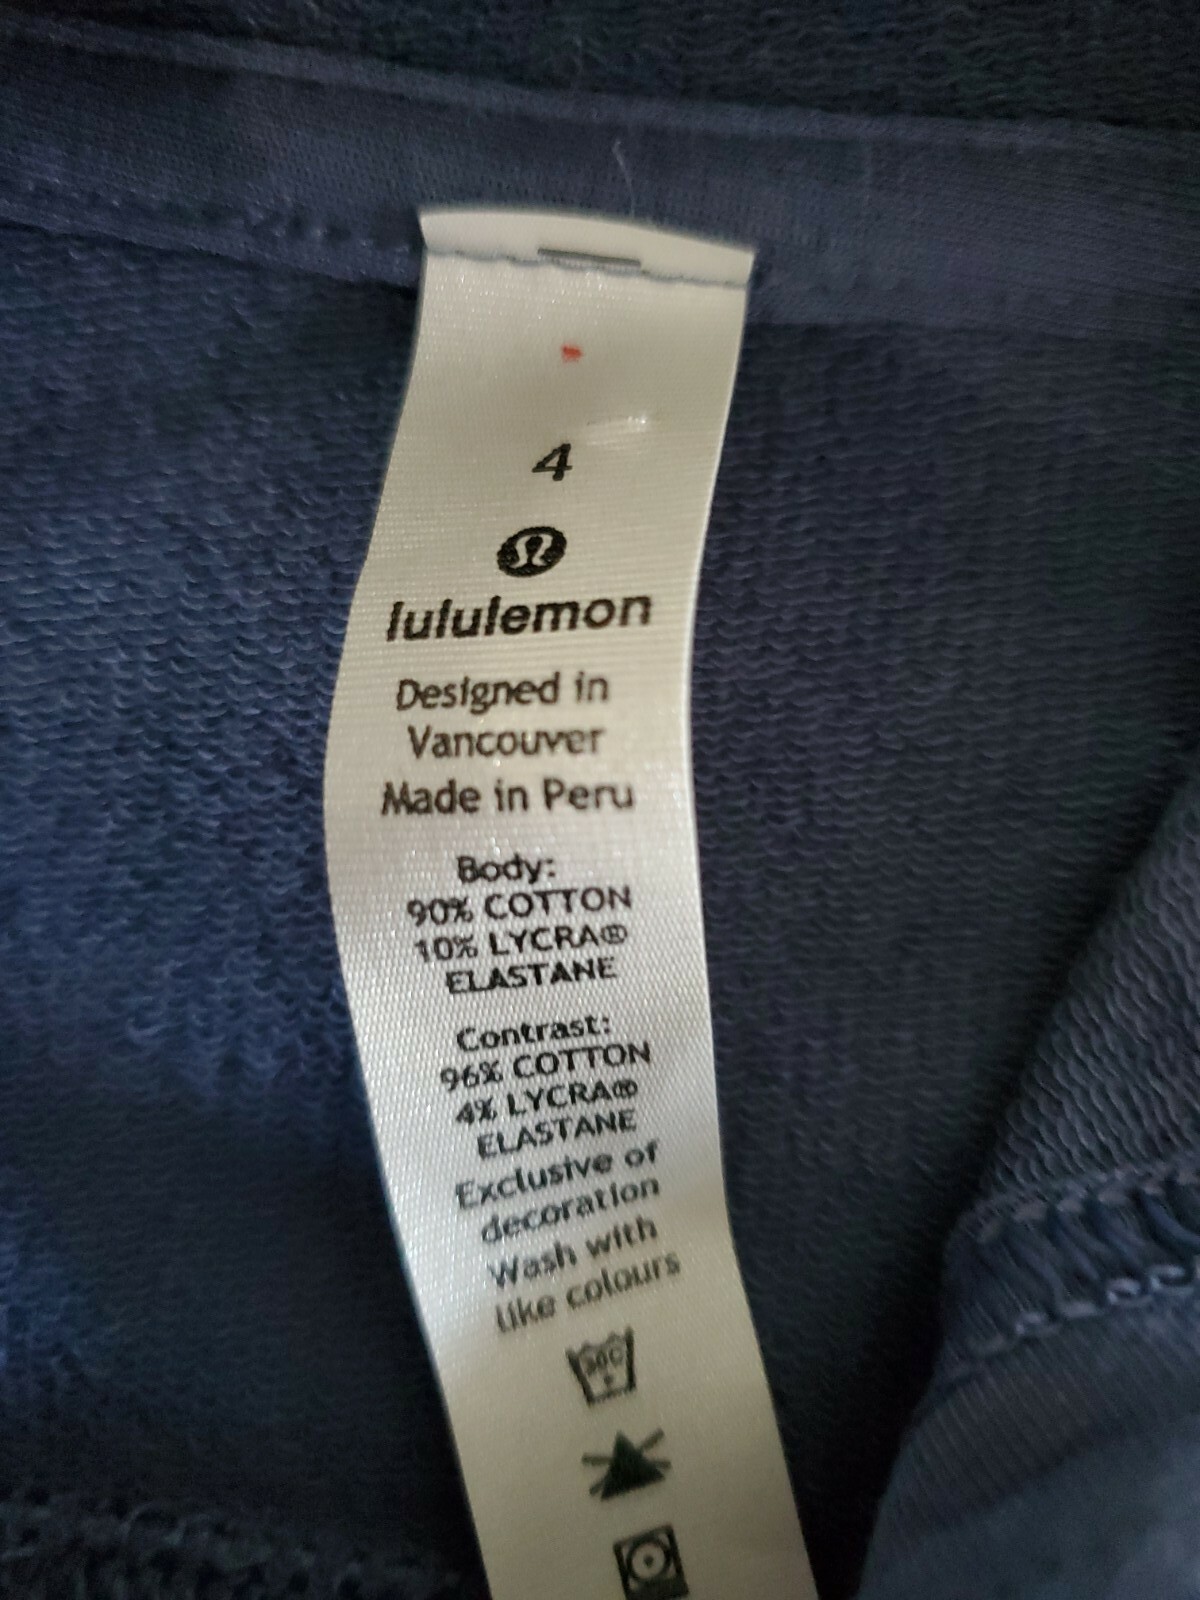 4
lululemon
Designed in
Vancouver
Made in Peru
Body:
90% COTTON
10% LYCRA®
ELASTANE
Contrast:
96% COTTON
4% LYCRA®
ELASTANE
Exclusive of
decoration
Wash with
like colours
30C